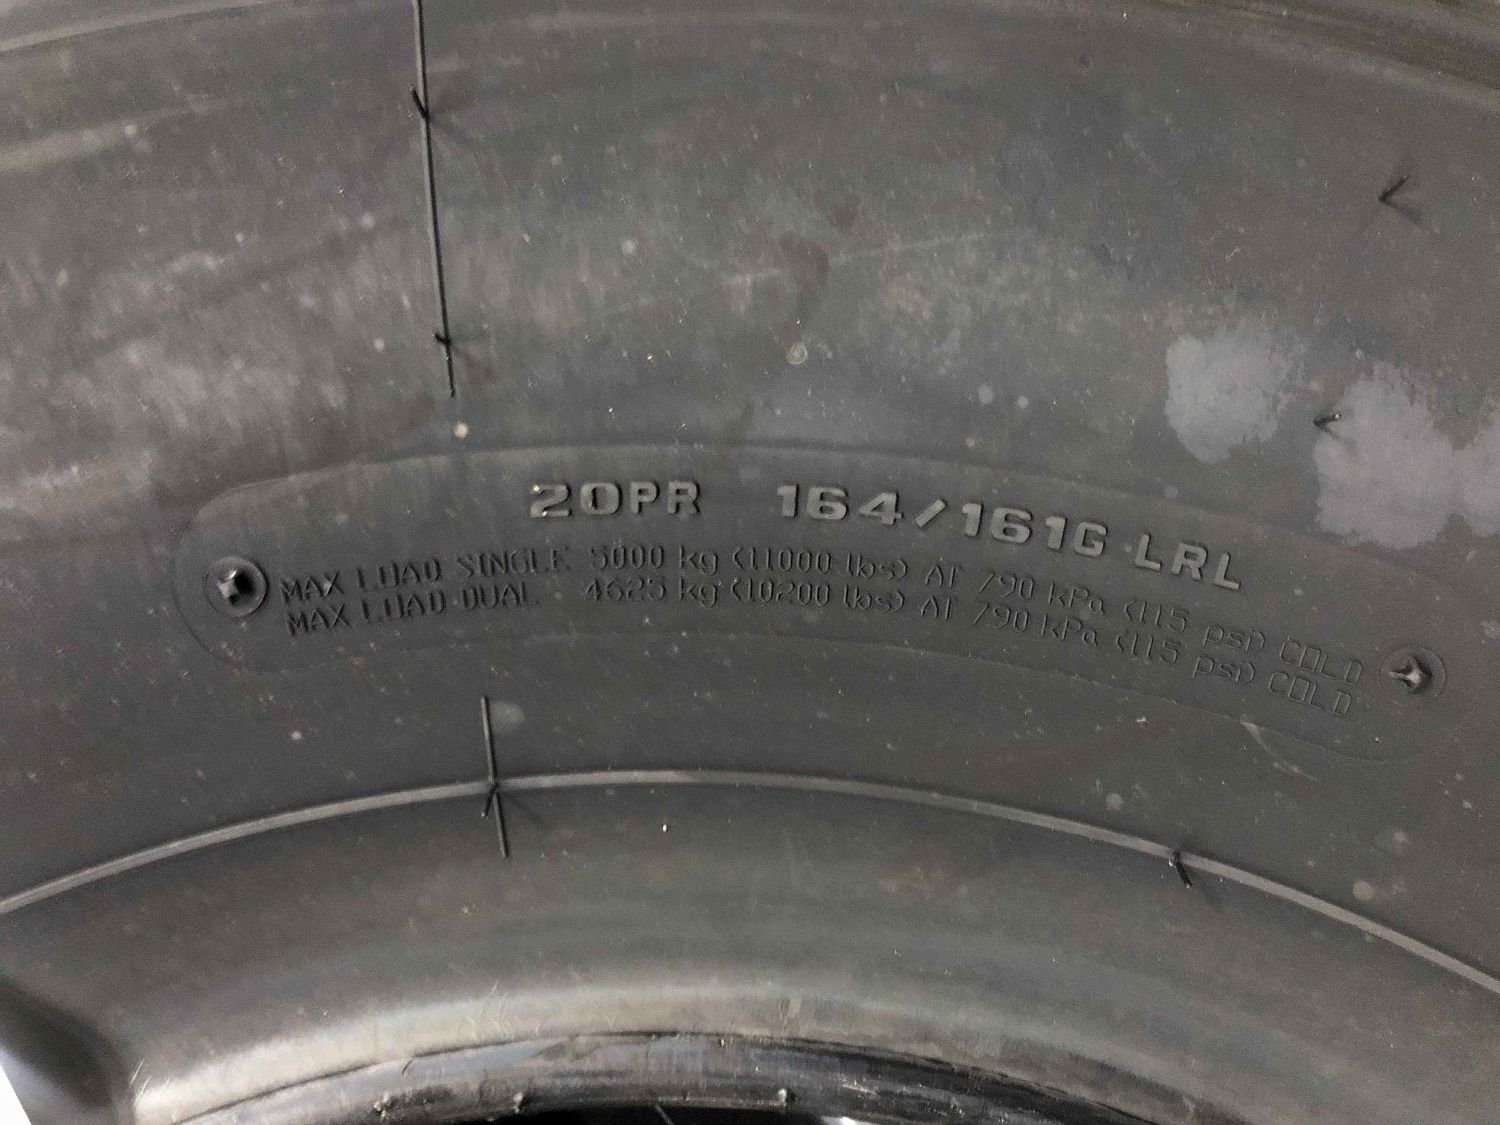 20PR 164/161G LRL
MAX LOAD SINGLE 5000 kg (11000 lbs) AT 790 kPa (115 psi) COLD
MAX LOAD DUAL 4625 kg (10200 lbs) AT 790 kPa (115 psi) COLD